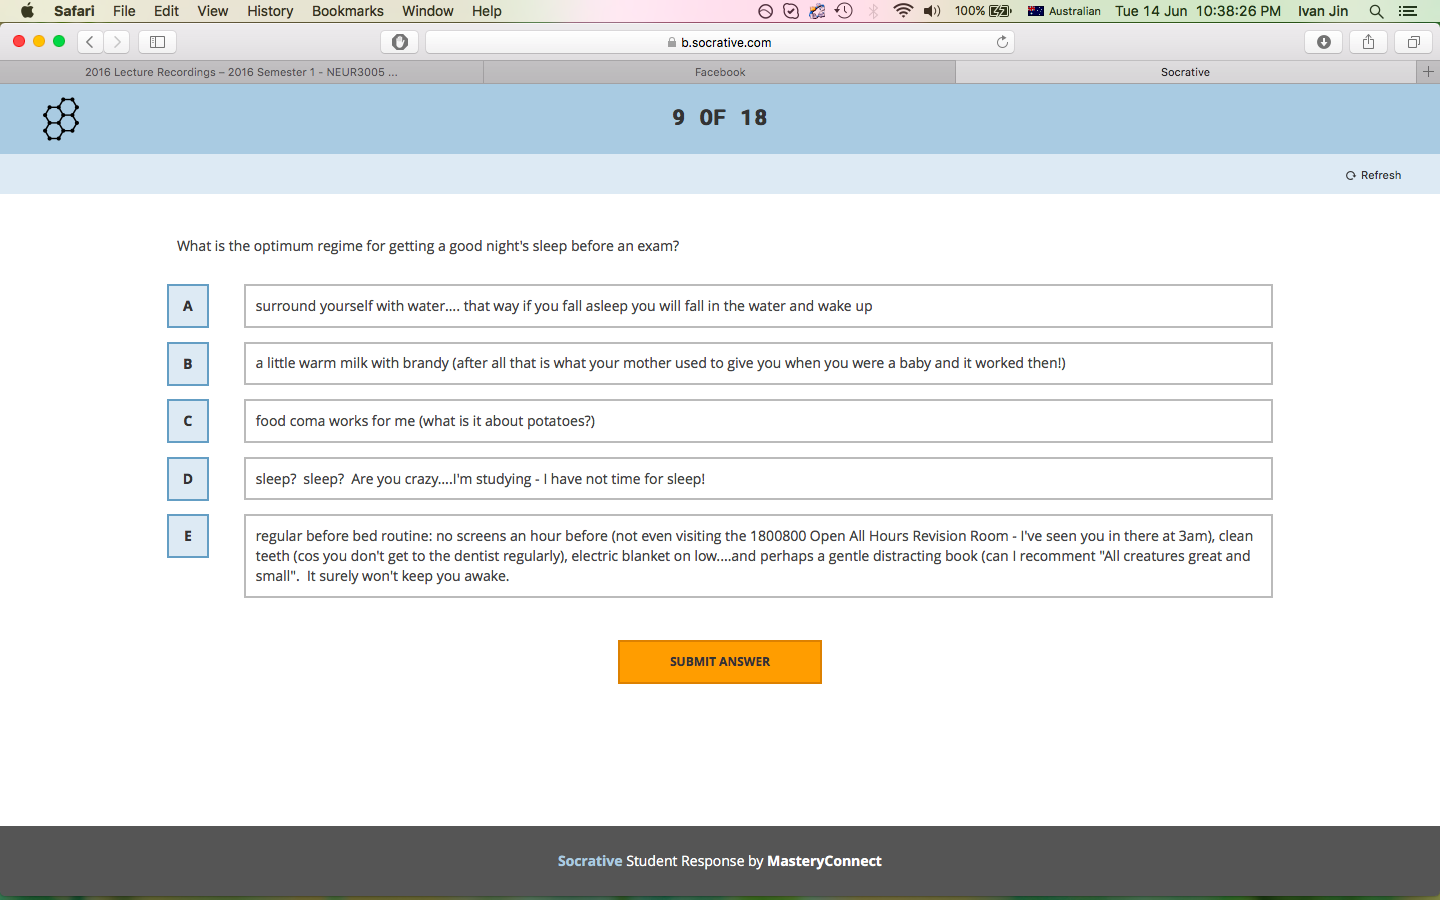 Safari File Edit View History Bookmarks Window Help 100% Australian Tue 14 Jun 10:38:26 PM Ivan Jin
b.socrative.com
2016 Lecture Recordings – 2016 Semester 1 - NEUR3005 ... Facebook Socrative
9 OF 18
Refresh
What is the optimum regime for getting a good night's sleep before an exam?
A surround yourself with water.... that way if you fall asleep you will fall in the water and wake up
B a little warm milk with brandy (after all that is what your mother used to give you when you were a baby and it worked then!)
C food coma works for me (what is it about potatoes?)
D sleep? sleep? Are you crazy....I'm studying - I have not time for sleep!
E regular before bed routine: no screens an hour before (not even visiting the 1800800 Open All Hours Revision Room - I've seen you in there at 3am), clean
teeth (cos you don't get to the dentist regularly), electric blanket on low....and perhaps a gentle distracting book (can I recomment "All creatures great and
small". It surely won't keep you awake.
SUBMIT ANSWER
Socrative Student Response by MasteryConnect